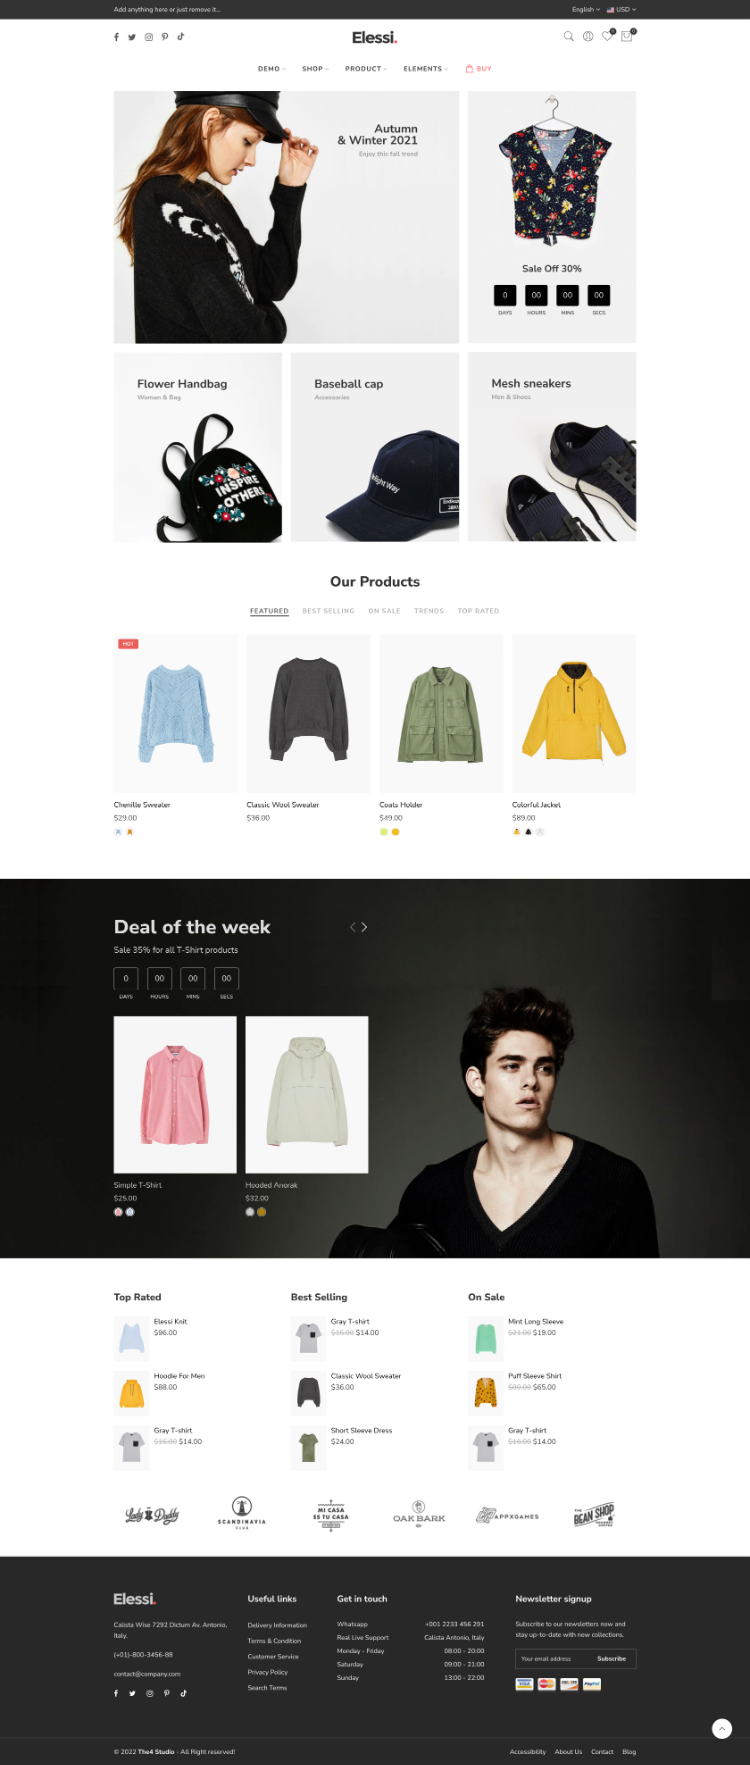 Add anything here or just remove it...
English
USD
Elessi.
0
0
DEMO
SHOP
PRODUCT
ELEMENTS
BUY
Autumn
& Winter 2021
Enjoy this fall trend
Sale Off 30%
0 00 00 00
DAYS HOURS MINS SECS
Flower Handbag
Woman & Bag
INSPIRE
OTHERS
Baseball cap
Accessories
Mesh sneakers
Men & Shoes
Our Products
FEATURED
BEST SELLING
ON SALE
TRENDS
TOP RATED
HOT
Chenille Sweater
$29.00
Classic Wool Sweater
$36.00
Coats Holder
$49.00
Colorful Jacket
$89.00
Deal of the week
Sale 35% for all T-Shirt products
0 00 00 00
DAYS HOURS MINS SECS
Simple T-Shirt
$25.00
Hooded Anorak
$32.00
Top Rated
Elessi Knit
$96.00
Hoodie For Men
$88.00
Gray T-shirt
$16.00 $14.00
Best Selling
Gray T-shirt
$16.00 $14.00
Classic Wool Sweater
$36.00
Short Sleeve Dress
$24.00
On Sale
Mint Long Sleeve
$21.00 $19.00
Puff Sleeve Shirt
$65.00
Gray T-shirt
$16.00 $14.00
Lady & Daddy
SCANDINAVIA
CLUB
MI CASA
ES TU CASA
OAK BARK
APPXGAMES
THE
BEAN SHOP
Elessi.
Calista Wise 7292 Dictum Av. Antonio,
Italy.
(+01)-800-3456-88
contact@company.com
Useful links
Delivery Information
Terms & Condition
Customer Service
Privacy Policy
Search Terms
Get in touch
Whatsapp +001 2233 456 291
Real Live Support Calista Antonio, Italy
Monday - Friday 08:00 - 20:00
Saturday 09:00 - 21:00
Sunday 13:00 - 22:00
Newsletter signup
Subscribe to our newsletters now and
stay up-to-date with new collections.
Your email address
Subscribe
VISA
PayPal
© 2022 The4 Studio - All Right reserved!
Accessibility
About Us
Contact
Blog